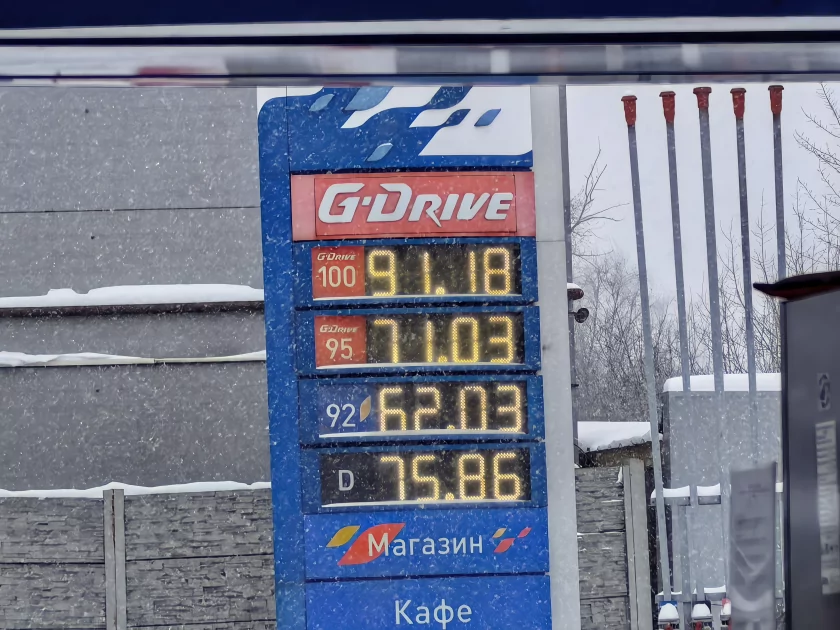 G-DRIVE
G-DRIVE
100 91.18
G-DRIVE
95 71.03
92 62.03
D 75.86
Магазин
Кафе